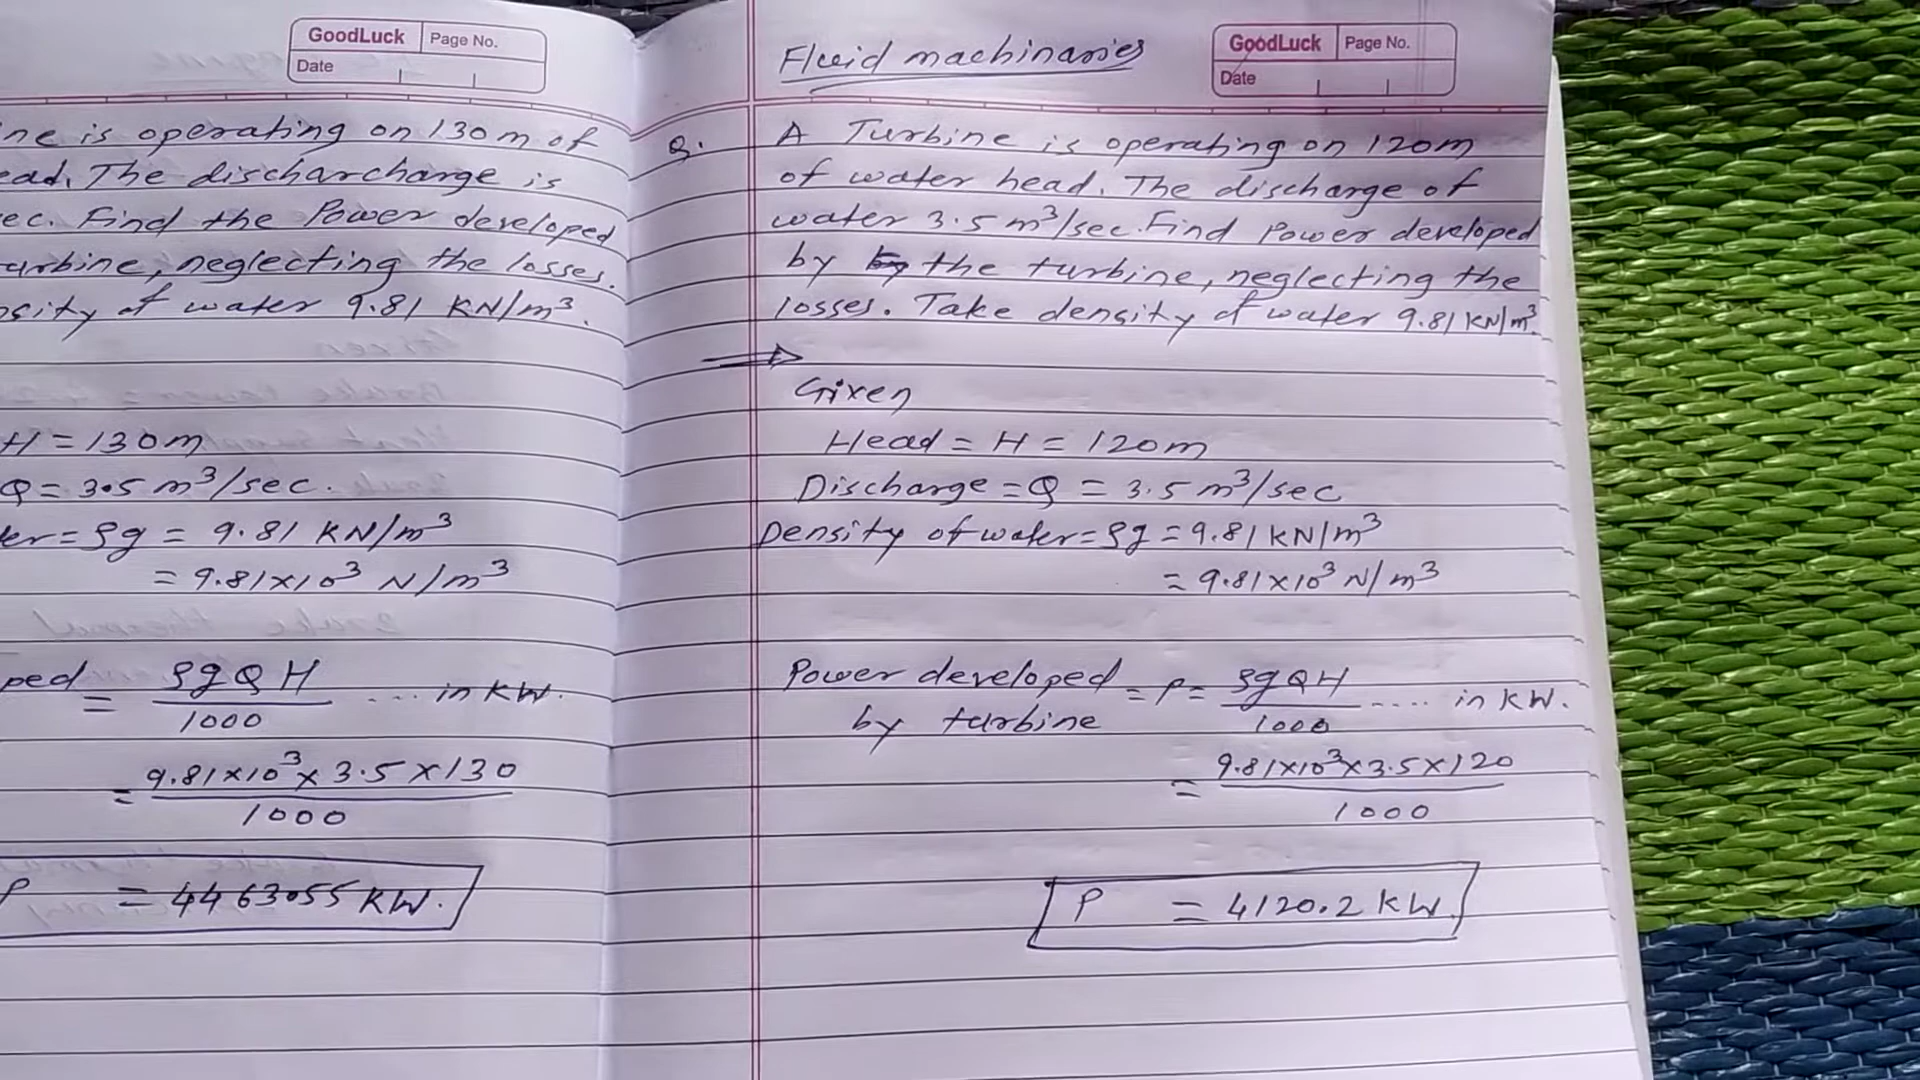 GoodLuck Page No.
Date
ne is operating on 130 m of
ead. The discharcharge is
ec. Find the Power developed
urbine, neglecting the losses.
sity of water 9.81 KN/m³.
H = 130m
Q = 3.5 m³/sec.
ter = ρg = 9.81 KN/m³
= 9.81×10³ N/m³
ped = ρgQH / 1000 .... in KW.
= 9.81×10³ × 3.5 × 130 / 1000
P = 4463.055 KW.
Fluid machinaries
GoodLuck Page No.
Date
Q. A Turbine is operating on 120m
of water head. The discharge of
water 3.5 m³/sec. Find Power developed
by the turbine, neglecting the
losses. Take density of water 9.81 KN/m³.
⇒
Given
Head = H = 120m
Discharge = Q = 3.5 m³/sec
Density of water = ρg = 9.81 KN/m³
= 9.81×10³ N/m³
Power developed by turbine = P = ρgQH / 1000 .... in KW.
= 9.81×10³×3.5×120 / 1000
P = 4120.2 KW.